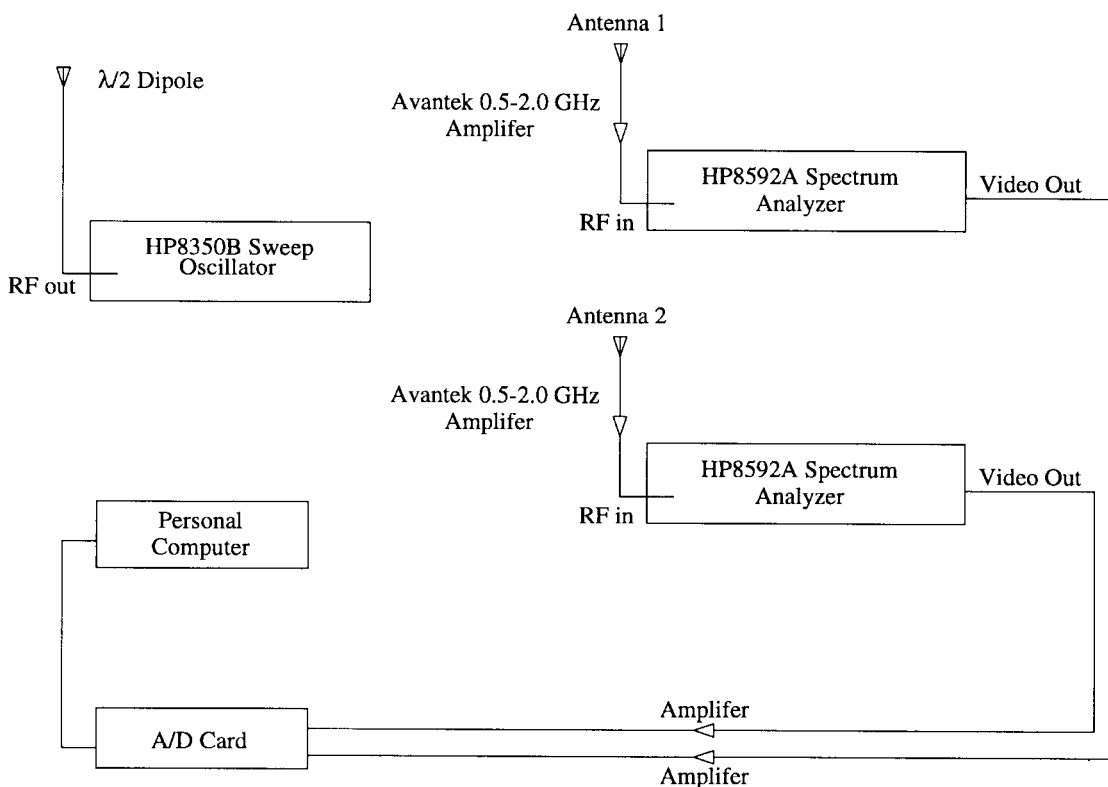 Antenna 1
λ/2 Dipole
Avantek 0.5-2.0 GHz
Amplifer
HP8592A Spectrum
Analyzer
Video Out
RF in
HP8350B Sweep
Oscillator
RF out
Antenna 2
Avantek 0.5-2.0 GHz
Amplifer
HP8592A Spectrum
Analyzer
Video Out
RF in
Personal
Computer
Amplifer
A/D Card
Amplifer